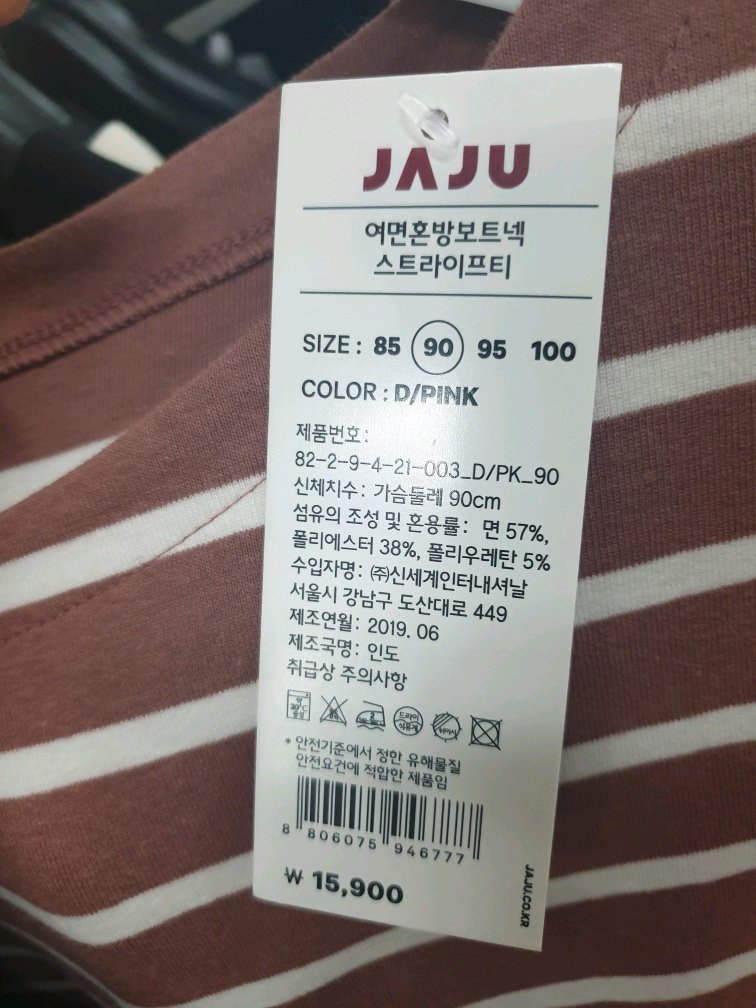 JAJU
여면혼방보트넥
스트라이프티
SIZE : 85 90 95 100
COLOR : D/PINK
제품번호:
82-2-9-4-21-003_D/PK_90
신체치수: 가슴둘레 90cm
섬유의 조성 및 혼용률: 면 57%,
폴리에스터 38%, 폴리우레탄 5%
수입자명: ㈜신세계인터내셔날
서울시 강남구 도산대로 449
제조연월: 2019. 06
제조국명: 인도
취급상 주의사항
드라이
* 안전기준에서 정한 유해물질
안전요건에 적합한 제품임
8 806075 946777
₩ 15,900
JAJU.CO.KR